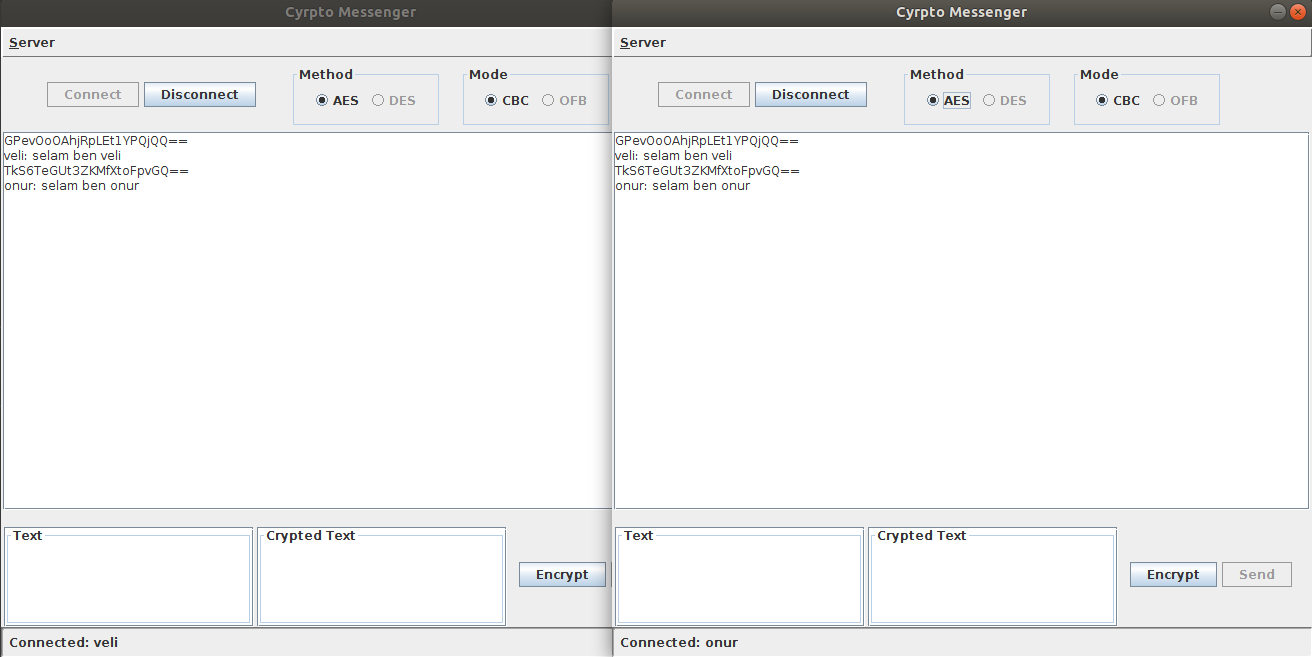 Cyrpto Messenger
Server
Connect Disconnect
Method
AES DES
Mode
CBC OFB
GPevOoOAhjRpLEt1YPQjQQ==
veli: selam ben veli
TkS6TeGUt3ZKMfXtoFpvGQ==
onur: selam ben onur
Text
Crypted Text
Encrypt
Connected: veli
Cyrpto Messenger
Server
Connect Disconnect
Method
AES DES
Mode
CBC OFB
GPevOoOAhjRpLEt1YPQjQQ==
veli: selam ben veli
TkS6TeGUt3ZKMfXtoFpvGQ==
onur: selam ben onur
Text
Crypted Text
Encrypt Send
Connected: onur